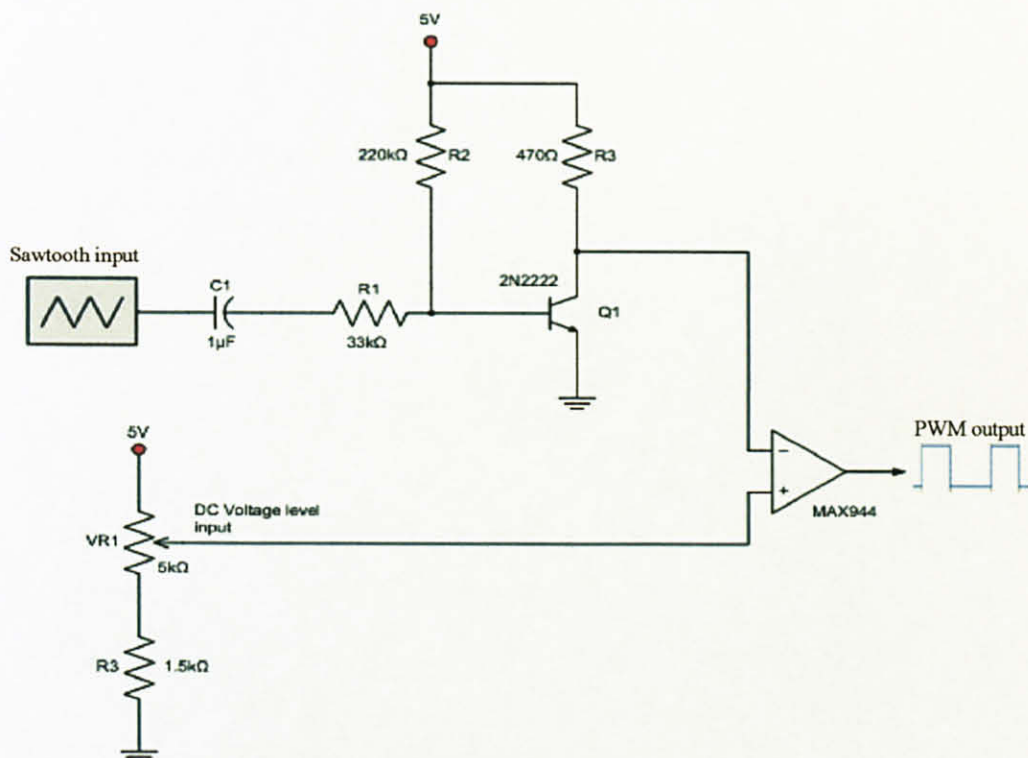 5V
220kΩ R2 470Ω R3
Sawtooth input
C1
1µF
R1
33kΩ
2N2222
Q1
5V
DC Voltage level
input
VR1
5kΩ
R3 1.5kΩ
−
+
MAX944
PWM output